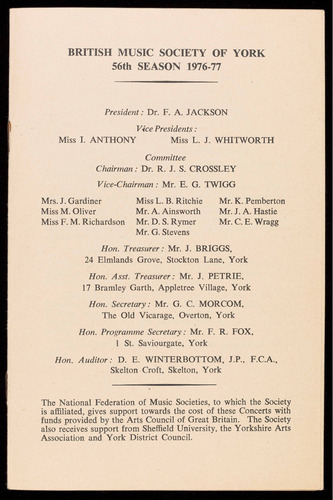 BRITISH MUSIC SOCIETY OF YORK
56th SEASON 1976-77
President: Dr. F. A. JACKSON
Vice Presidents:
Miss I. ANTHONY Miss L. J. WHITWORTH
Committee
Chairman: Dr. R. J. S. CROSSLEY
Vice-Chairman: Mr. E. G. TWIGG
Mrs. J. Gardiner Miss L. B. Ritchie Mr. K. Pemberton
Miss M. Oliver Mr. A. Ainsworth Mr. J. A. Hastie
Miss F. M. Richardson Mr. D. S. Rymer Mr. C. E. Wragg
Mr. G. Stevens
Hon. Treasurer: Mr. J. BRIGGS,
24 Elmlands Grove, Stockton Lane, York
Hon. Asst. Treasurer: Mr. J. PETRIE,
17 Bramley Garth, Appletree Village, York
Hon. Secretary: Mr. G. C. MORCOM,
The Old Vicarage, Overton, York
Hon. Programme Secretary: Mr. F. R. FOX,
1 St. Saviourgate, York
Hon. Auditor: D. E. WINTERBOTTOM, J.P., F.C.A.,
Skelton Croft, Skelton, York
The National Federation of Music Societies, to which the Society
is affiliated, gives support towards the cost of these Concerts with
funds provided by the Arts Council of Great Britain. The Society
also receives support from Sheffield University, the Yorkshire Arts
Association and York District Council.